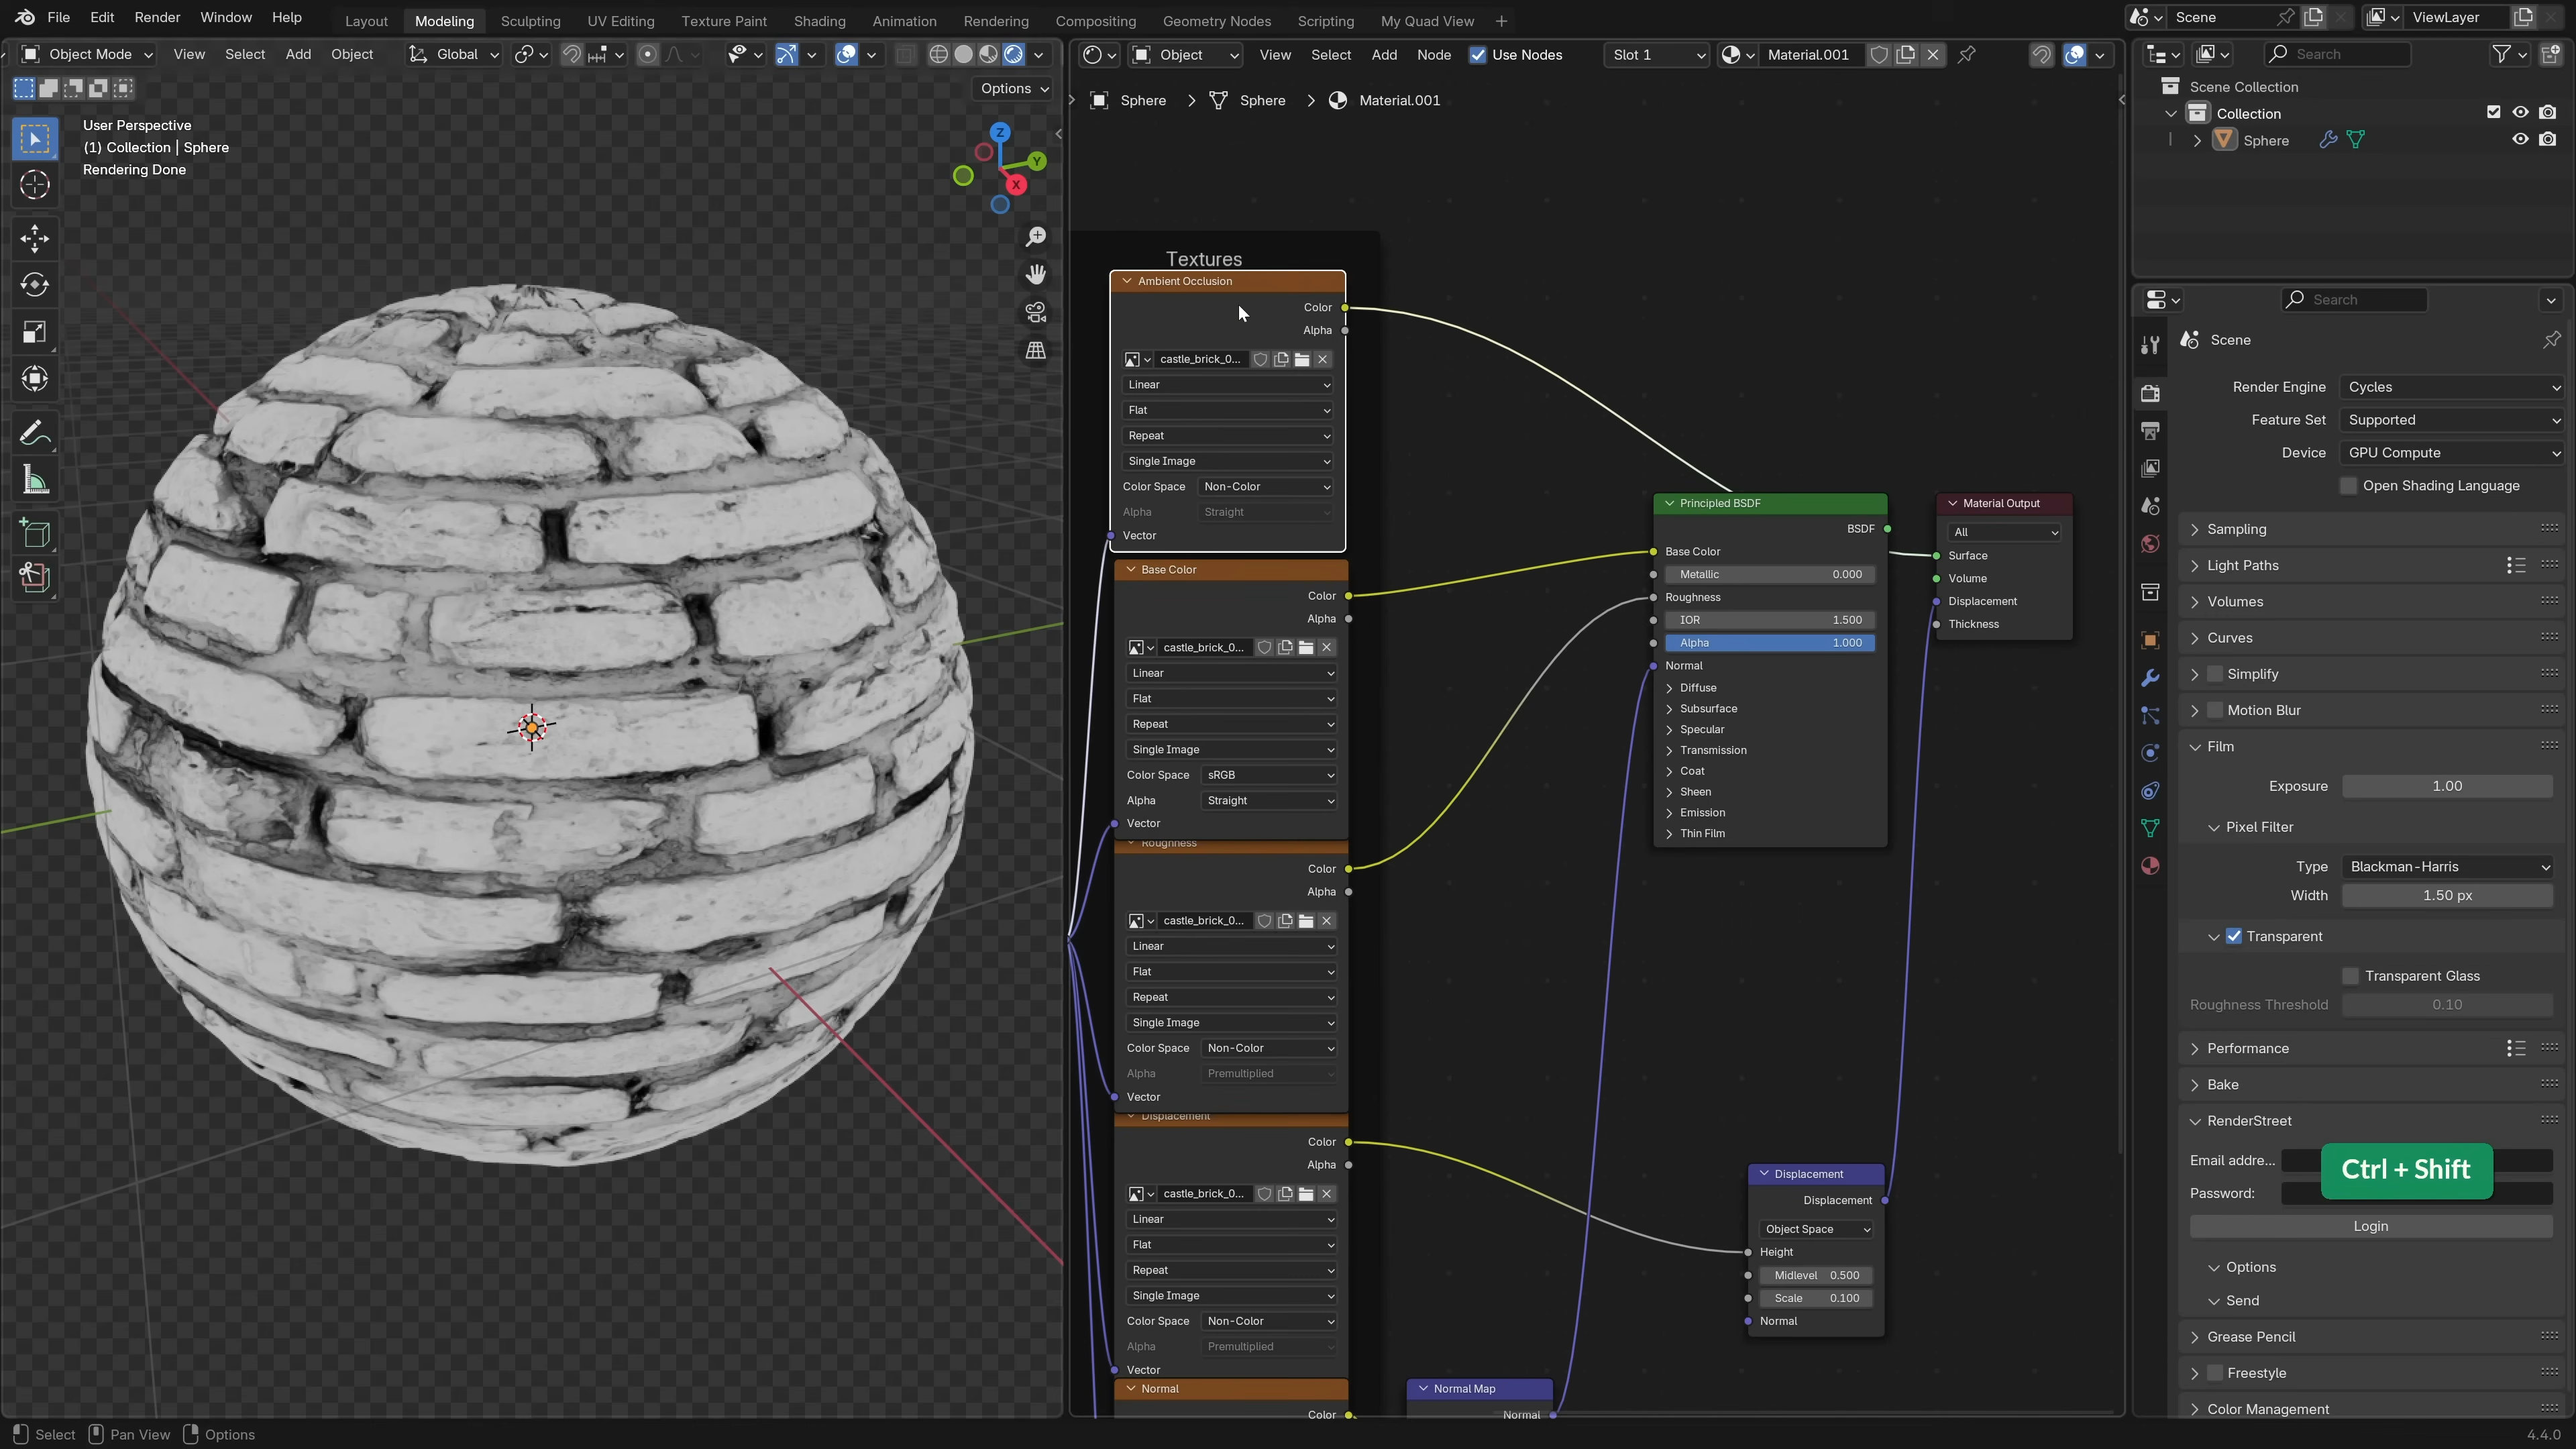 File Edit Render Window Help
Layout Modeling Sculpting UV Editing Texture Paint Shading Animation Rendering Compositing Geometry Nodes Scripting My Quad View +
Scene ViewLayer
Object Mode View Select Add Object Global
Object View Select Add Node Use Nodes Slot 1 Material.001
Search
Options
Sphere > Sphere > Material.001
Scene Collection
Collection
Sphere
User Perspective
(1) Collection | Sphere
Rendering Done
Z
Y
X
Textures
Ambient Occlusion
Color
Alpha
castle_brick_0...
Linear
Flat
Repeat
Single Image
Color Space Non-Color
Alpha Straight
Vector
Base Color
Color
Alpha
castle_brick_0...
Linear
Flat
Repeat
Single Image
Color Space sRGB
Alpha Straight
Vector
Roughness
Color
Alpha
castle_brick_0...
Linear
Flat
Repeat
Single Image
Color Space Non-Color
Alpha Premultiplied
Vector
Displacement
Color
Alpha
castle_brick_0...
Linear
Flat
Repeat
Single Image
Color Space Non-Color
Alpha Premultiplied
Vector
Normal
Color
Normal Map
Normal
Principled BSDF
BSDF
Base Color
Metallic 0.000
Roughness
IOR 1.500
Alpha 1.000
Normal
Diffuse
Subsurface
Specular
Transmission
Coat
Sheen
Emission
Thin Film
Material Output
All
Surface
Volume
Displacement
Thickness
Displacement
Displacement
Object Space
Height
Midlevel 0.500
Scale 0.100
Normal
Search
Scene
Render Engine Cycles
Feature Set Supported
Device GPU Compute
Open Shading Language
Sampling
Light Paths
Volumes
Curves
Simplify
Motion Blur
Film
Exposure 1.00
Pixel Filter
Type Blackman-Harris
Width 1.50 px
Transparent
Transparent Glass
Roughness Threshold 0.10
Performance
Bake
RenderStreet
Email addre...
Ctrl + Shift
Password:
Login
Options
Send
Grease Pencil
Freestyle
Color Management
Select Pan View Options
4.4.0